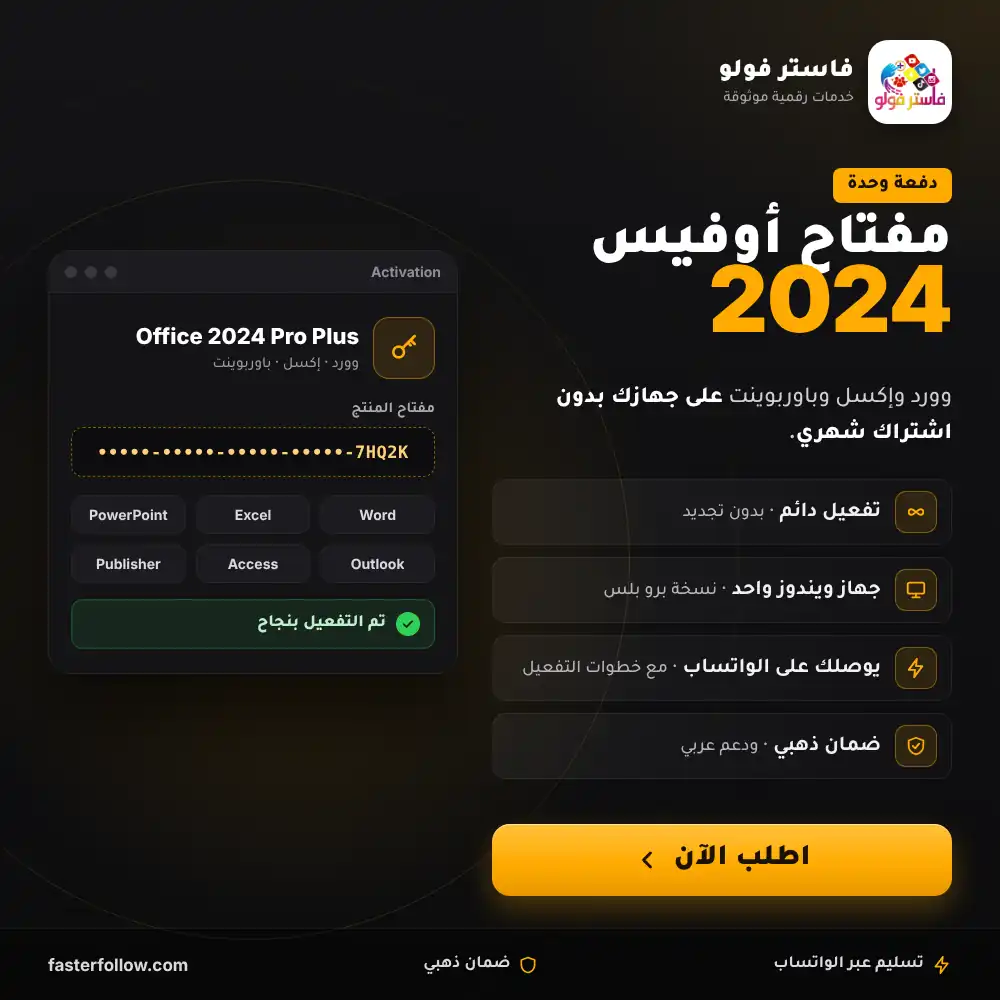 فاستر فولو
فاستر فولو
خدمات رقمية موثوقة
دفعة وحدة
مفتاح أوفيس
2024
وورد وإكسل وباوربوينت على جهازك بدون
اشتراك شهري.
تفعيل دائم · بدون تجديد
جهاز ويندوز واحد · نسخة برو بلس
يوصلك على الواتساب · مع خطوات التفعيل
ضمان ذهبي · ودعم عربي
اطلب الآن
Activation
Office 2024 Pro Plus
وورد · إكسل · باوربوينت
مفتاح المنتج
•••••-•••••-•••••-•••••-7HQ2K
PowerPoint Excel Word
Publisher Access Outlook
تم التفعيل بنجاح
تسليم عبر الواتساب
ضمان ذهبي
fasterfollow.com